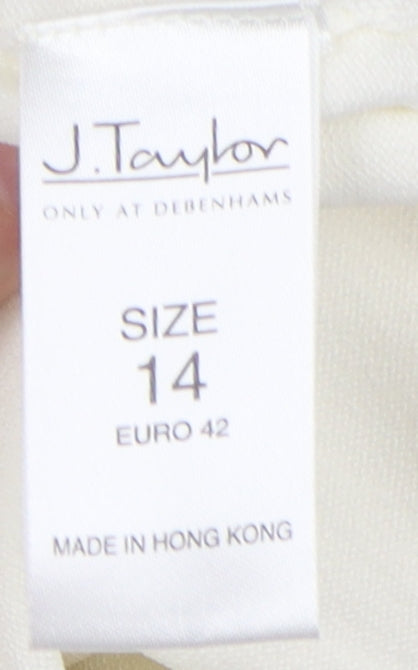 J.Taylor
ONLY AT DEBENHAMS
SIZE
14
EURO 42
MADE IN HONG KONG